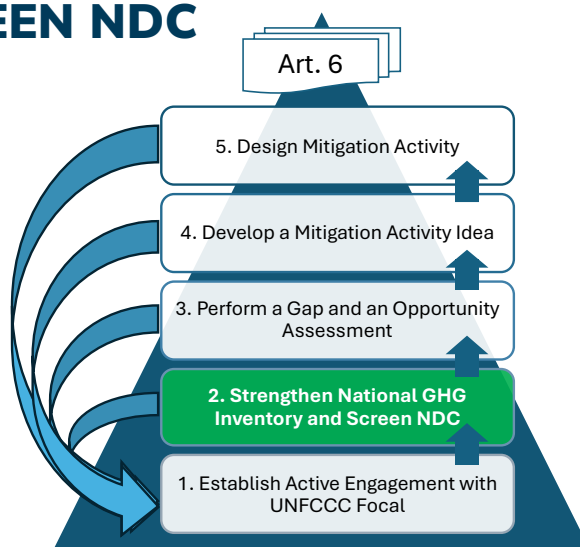 EEN NDC
Art. 6
5. Design Mitigation Activity
4. Develop a Mitigation Activity Idea
3. Perform a Gap and an Opportunity
Assessment
2. Strengthen National GHG
Inventory and Screen NDC
1. Establish Active Engagement with
UNFCCC Focal